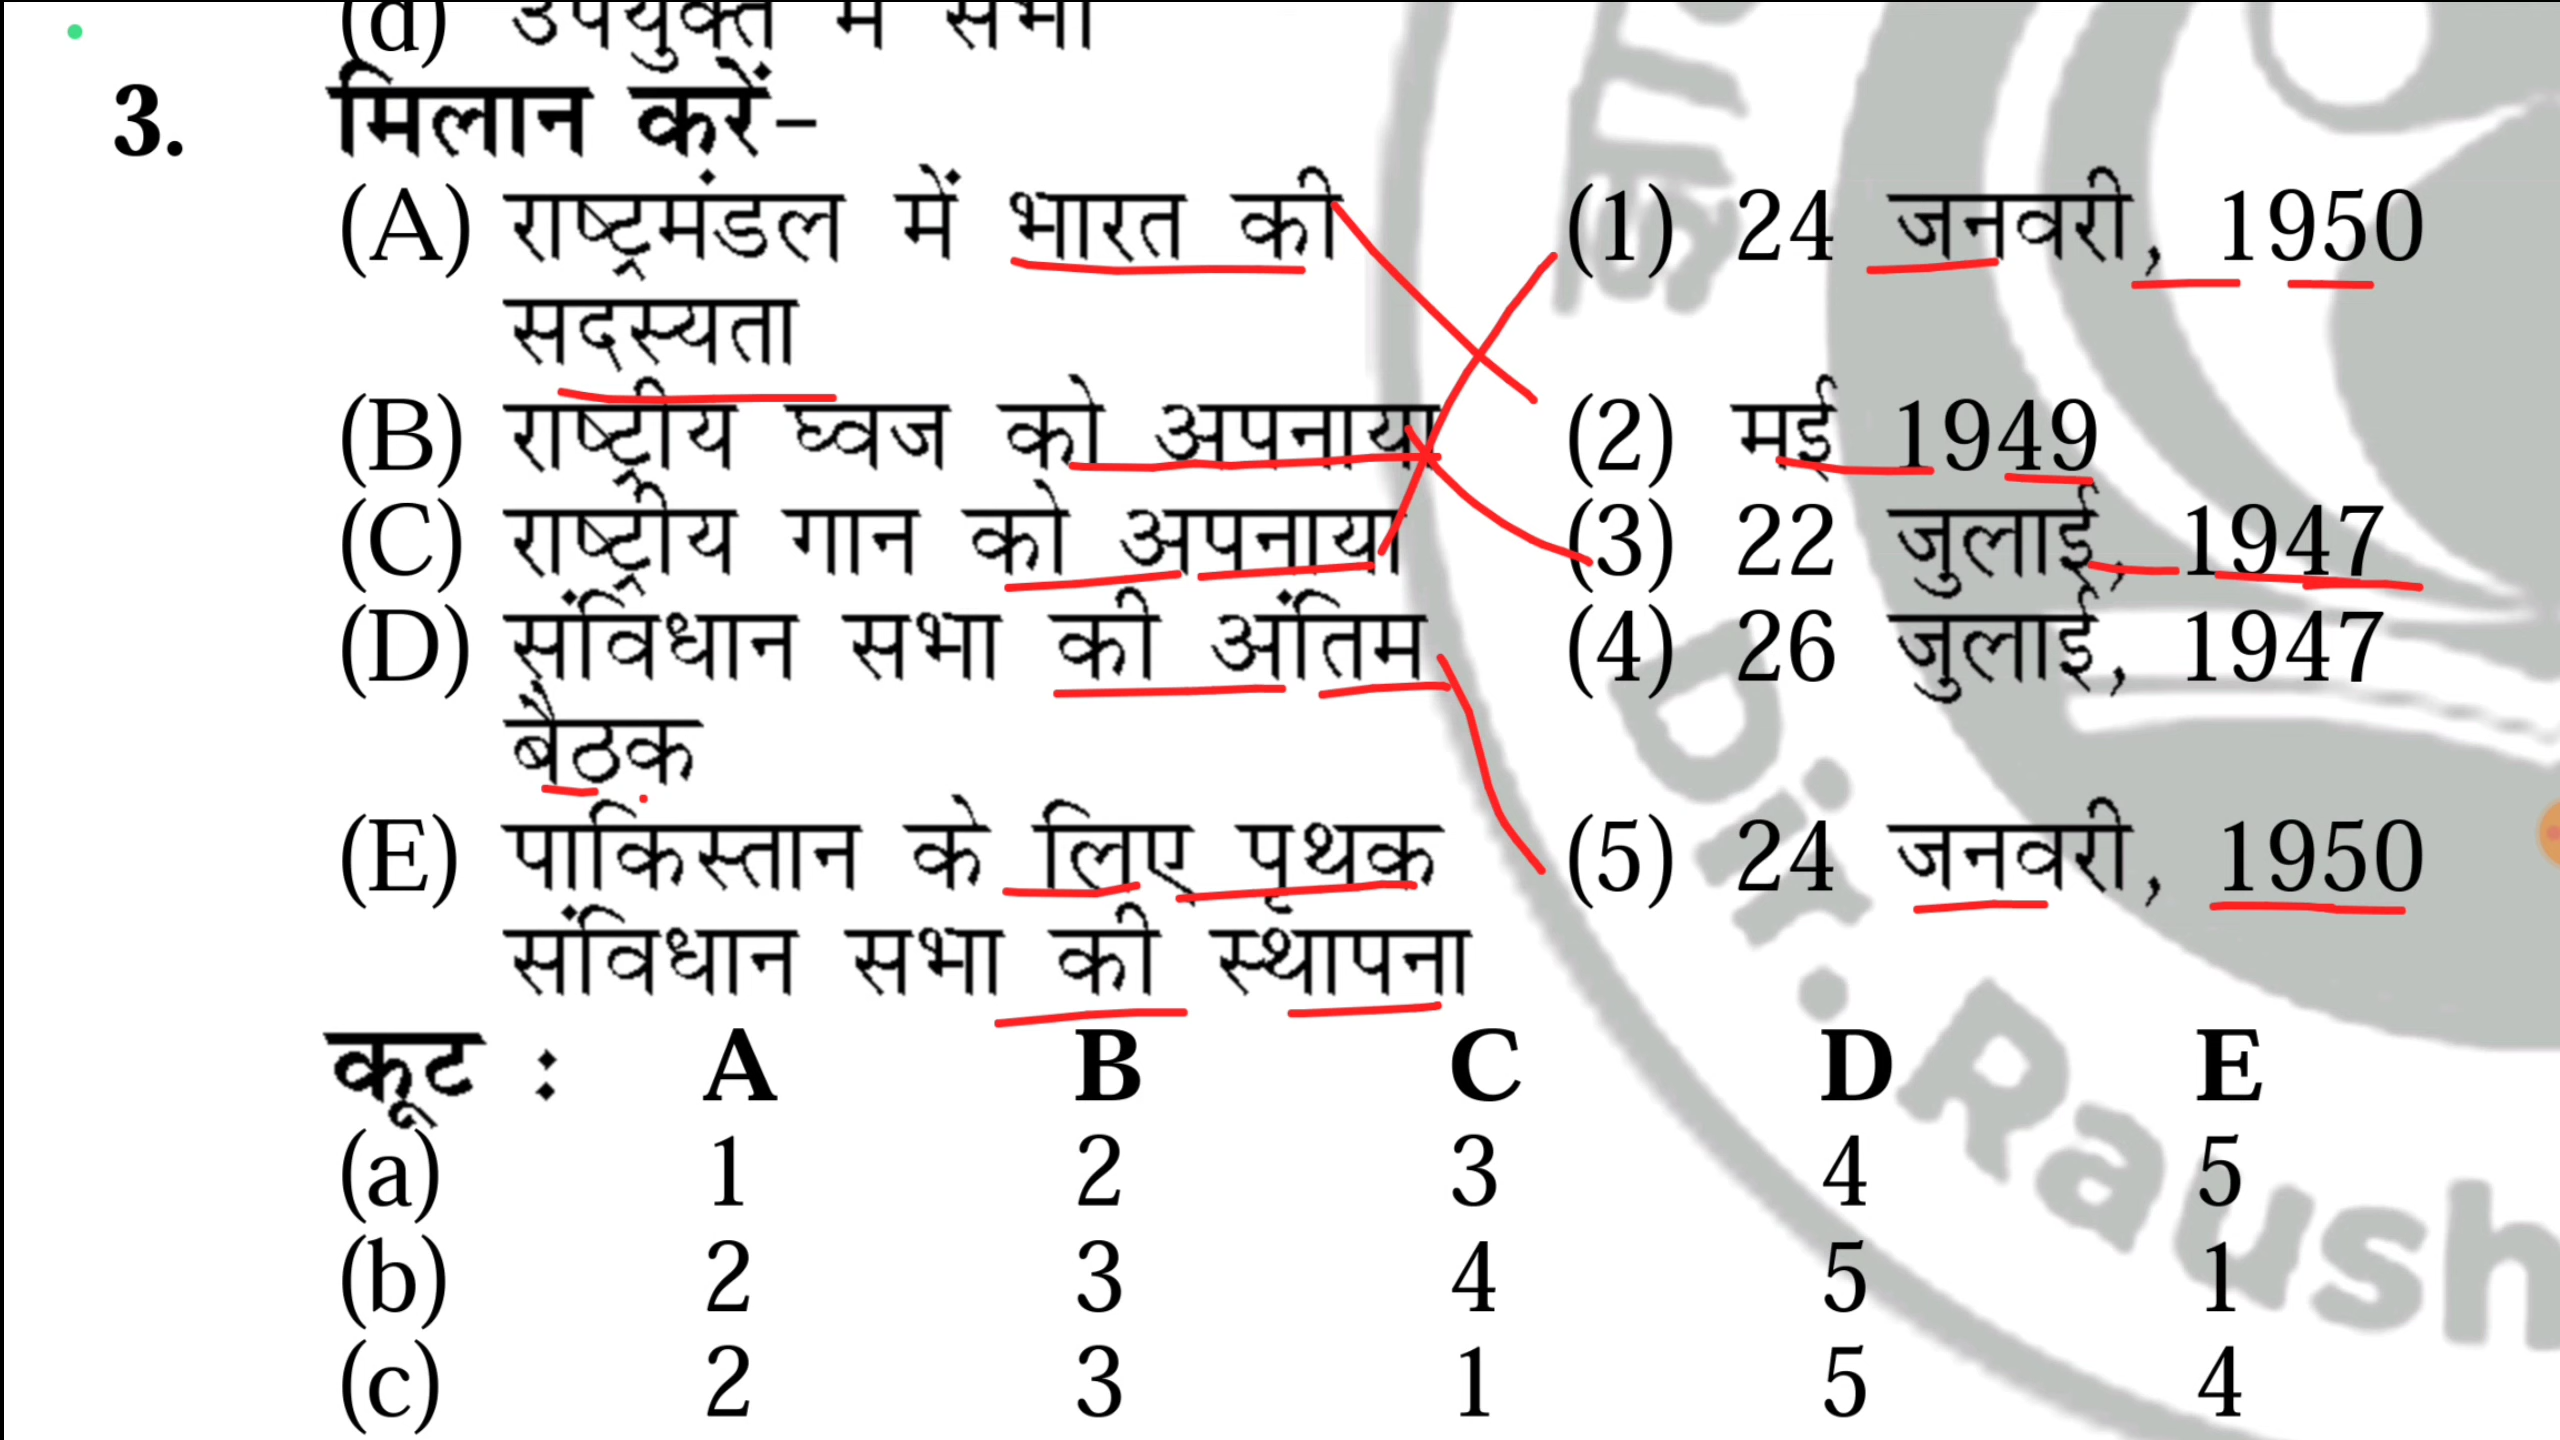 (d) उपर्युक्त में सभी
3. मिलान करें–
(A) राष्ट्रमंडल में भारत की (1) 24 जनवरी, 1950
सदस्यता
(B) राष्ट्रीय ध्वज को अपनाया (2) मई 1949
(C) राष्ट्रीय गान को अपनाया (3) 22 जुलाई, 1947
(D) संविधान सभा की अंतिम (4) 26 जुलाई, 1947
बैठक
(E) पाकिस्तान के लिए पृथक (5) 24 जनवरी, 1950
संविधान सभा की स्थापना
कूट : A B C D E
(a) 1 2 3 4 5
(b) 2 3 4 5 1
(c) 2 3 1 5 4
Dir. Raush